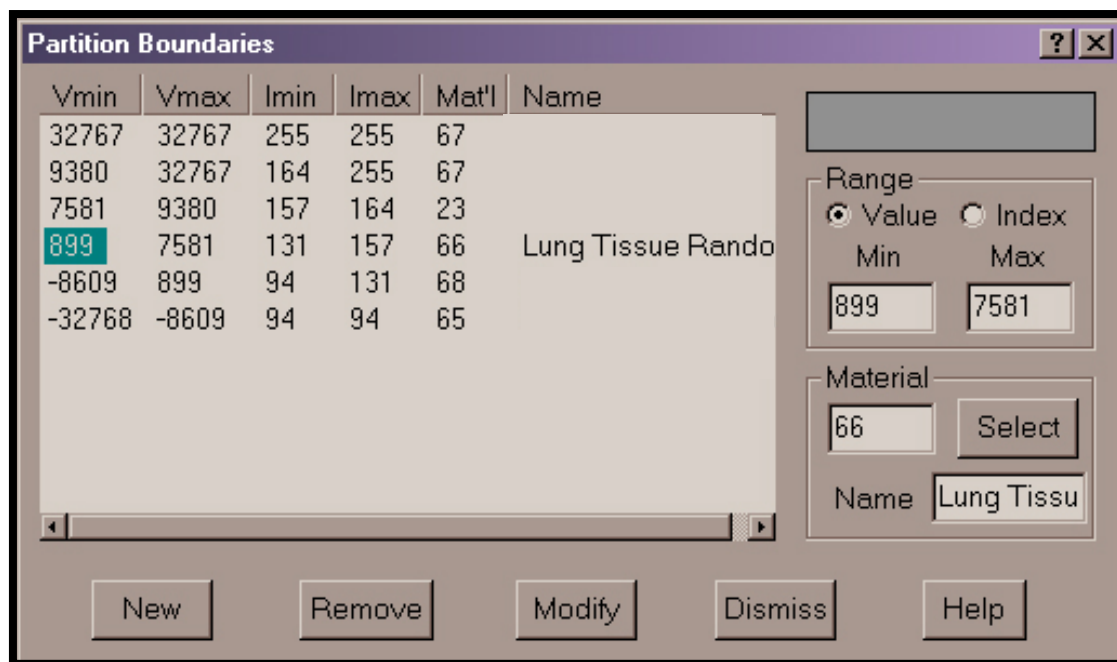 Partition Boundaries ? ×
Vmin Vmax Imin Imax Mat'l Name
32767 32767 255 255 67
9380 32767 164 255 67
7581 9380 157 164 23
899 7581 131 157 66 Lung Tissue Rando
-8609 899 94 131 68
-32768 -8609 94 94 65
Range
Value Index
Min Max
899 7581
Material
66 Select
Name Lung Tissu
New Remove Modify Dismiss Help